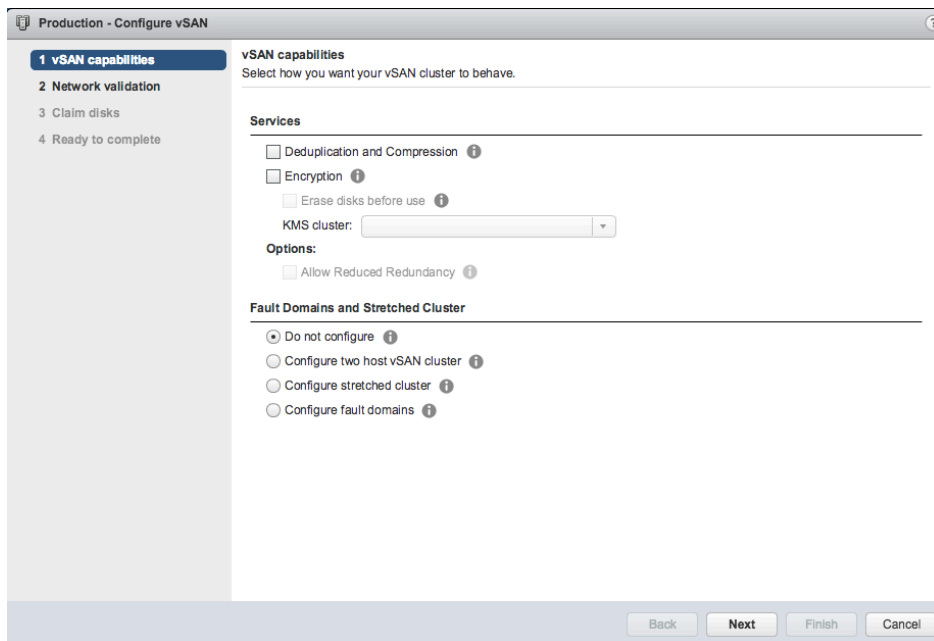 Production - Configure vSAN
?
1 vSAN capabilities
2 Network validation
3 Claim disks
4 Ready to complete
vSAN capabilities
Select how you want your vSAN cluster to behave.
Services
Deduplication and Compression
Encryption
Erase disks before use
KMS cluster:
Options:
Allow Reduced Redundancy
Fault Domains and Stretched Cluster
Do not configure
Configure two host vSAN cluster
Configure stretched cluster
Configure fault domains
Back Next Finish Cancel